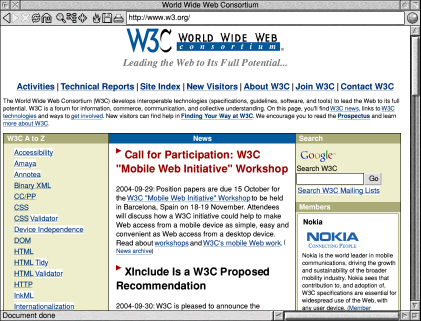 World Wide Web Consortium
http://www.w3.org/
W3C WORLD WIDE WEB
consortium®
Leading the Web to Its Full Potential...
Activities | Technical Reports | Site Index | New Visitors | About W3C | Join W3C | Contact W3C
The World Wide Web Consortium (W3C) develops interoperable technologies (specifications, guidelines, software, and tools) to lead the Web to its full
potential. W3C is a forum for information, commerce, communication, and collective understanding. On this page, you'll find W3C news, links to W3C
technologies and ways to get involved. New visitors can find help in Finding Your Way at W3C. We encourage you to read the Prospectus and learn
more about W3C.
W3C A to Z
Accessibility
Amaya
Annotea
Binary XML
CC/PP
CSS
CSS Validator
Device Independence
DOM
HTML
HTML Tidy
HTML Validator
HTTP
InkML
Internationalization
News
Call for Participation: W3C
"Mobile Web Initiative" Workshop
2004-09-29: Position papers are due 15 October for
the W3C "Mobile Web Initiative" Workshop to be held
in Barcelona, Spain on 18-19 November. Attendees
will discuss how a W3C initiative could help to make
Web access from a mobile device as simple, easy and
convenient as Web access from a desktop device.
Read about workshops and W3C's mobile Web work. (
News archive)
XInclude Is a W3C Proposed
Recommendation
2004-09-30: W3C is pleased to announce the
Search
Google™
Search W3C
Go
Search W3C Mailing Lists
Members
Nokia
NOKIA
CONNECTING PEOPLE
Nokia is the world leader in mobile
communications, driving the growth
and sustainability of the broader
mobility industry. Nokia sees that
contribution to, and adoption of,
W3C specifications are essential for
widespread use of the Web, with
any user device.
Document done